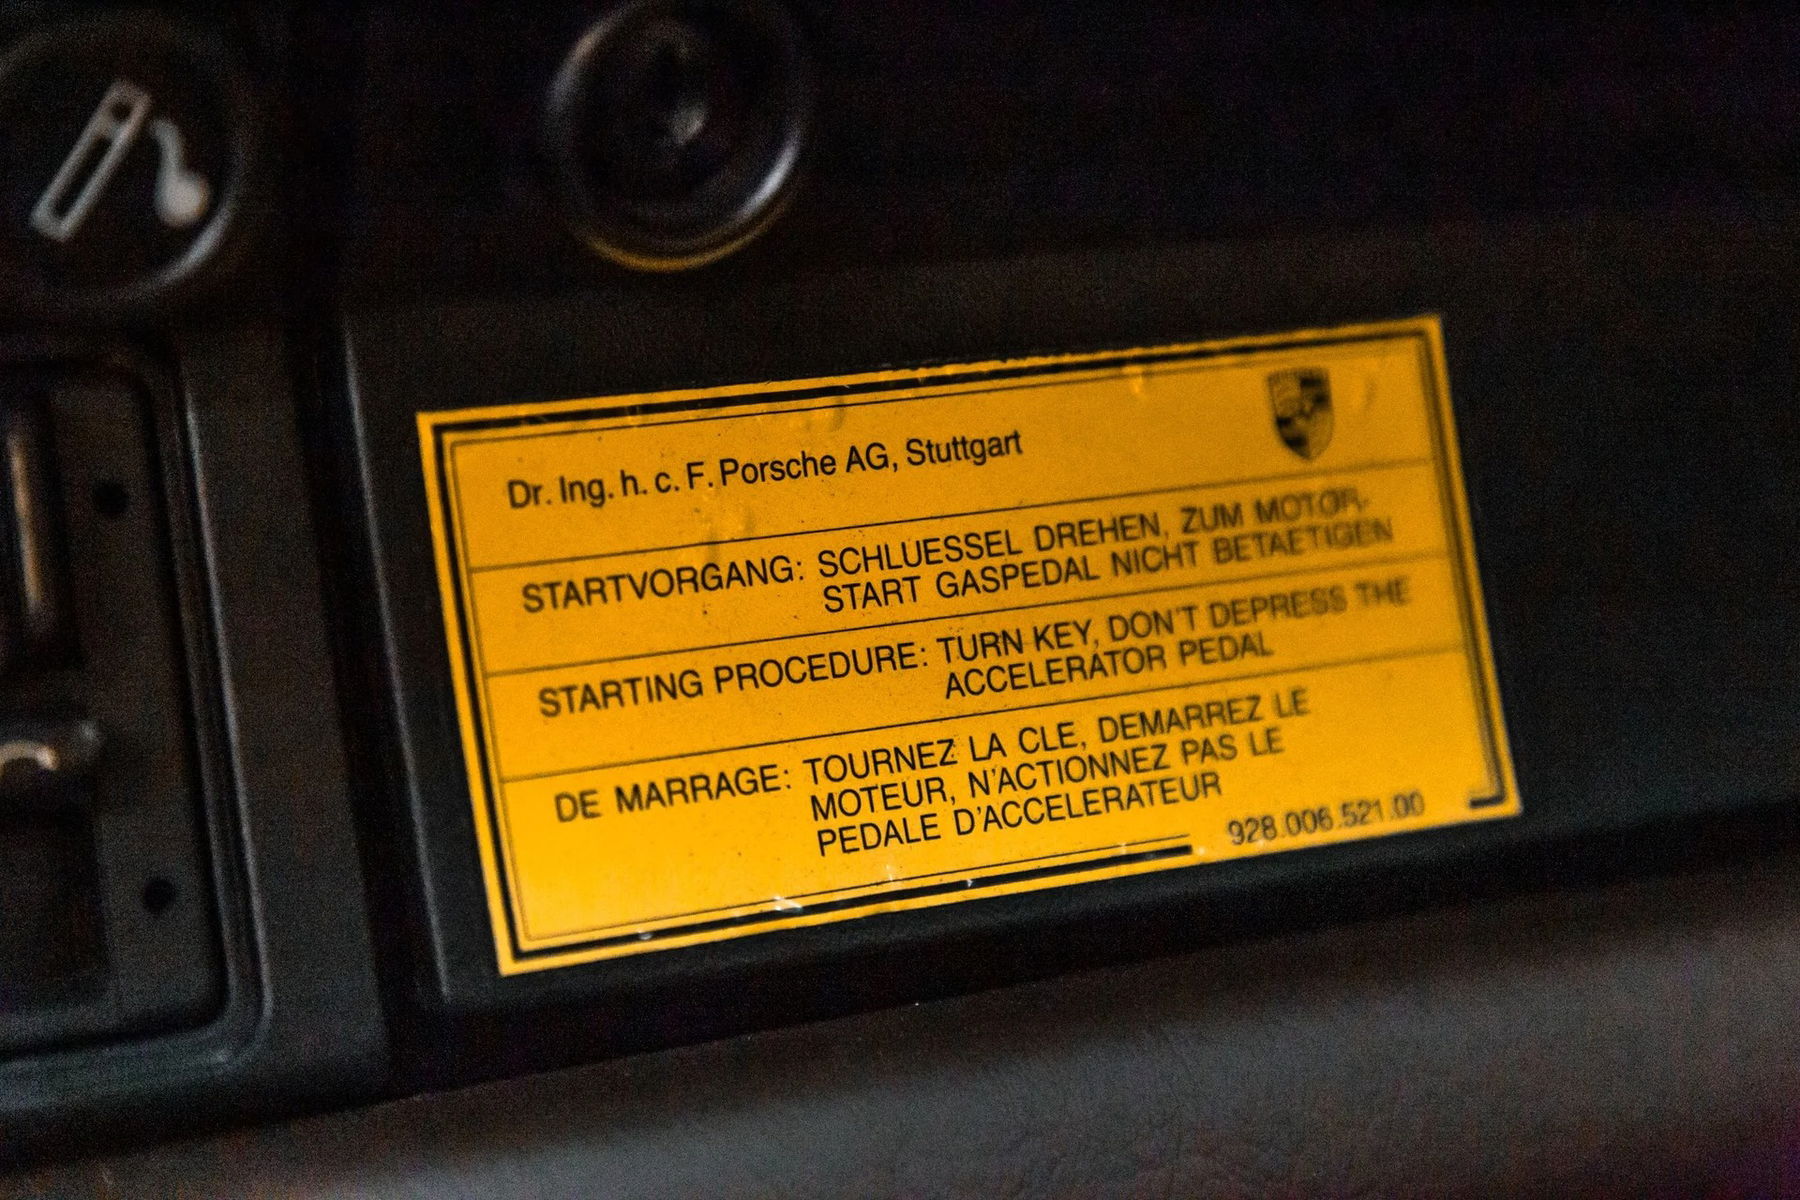 Dr. Ing. h. c. F. Porsche AG, Stuttgart
STARTVORGANG: SCHLUESSEL DREHEN, ZUM MOTOR-
START GASPEDAL NICHT BETAETIGEN
STARTING PROCEDURE: TURN KEY, DON'T DEPRESS THE
ACCELERATOR PEDAL
DE MARRAGE: TOURNEZ LA CLE, DEMARREZ LE
MOTEUR, N'ACTIONNEZ PAS LE
PEDALE D'ACCELERATEUR
928.006.521.00